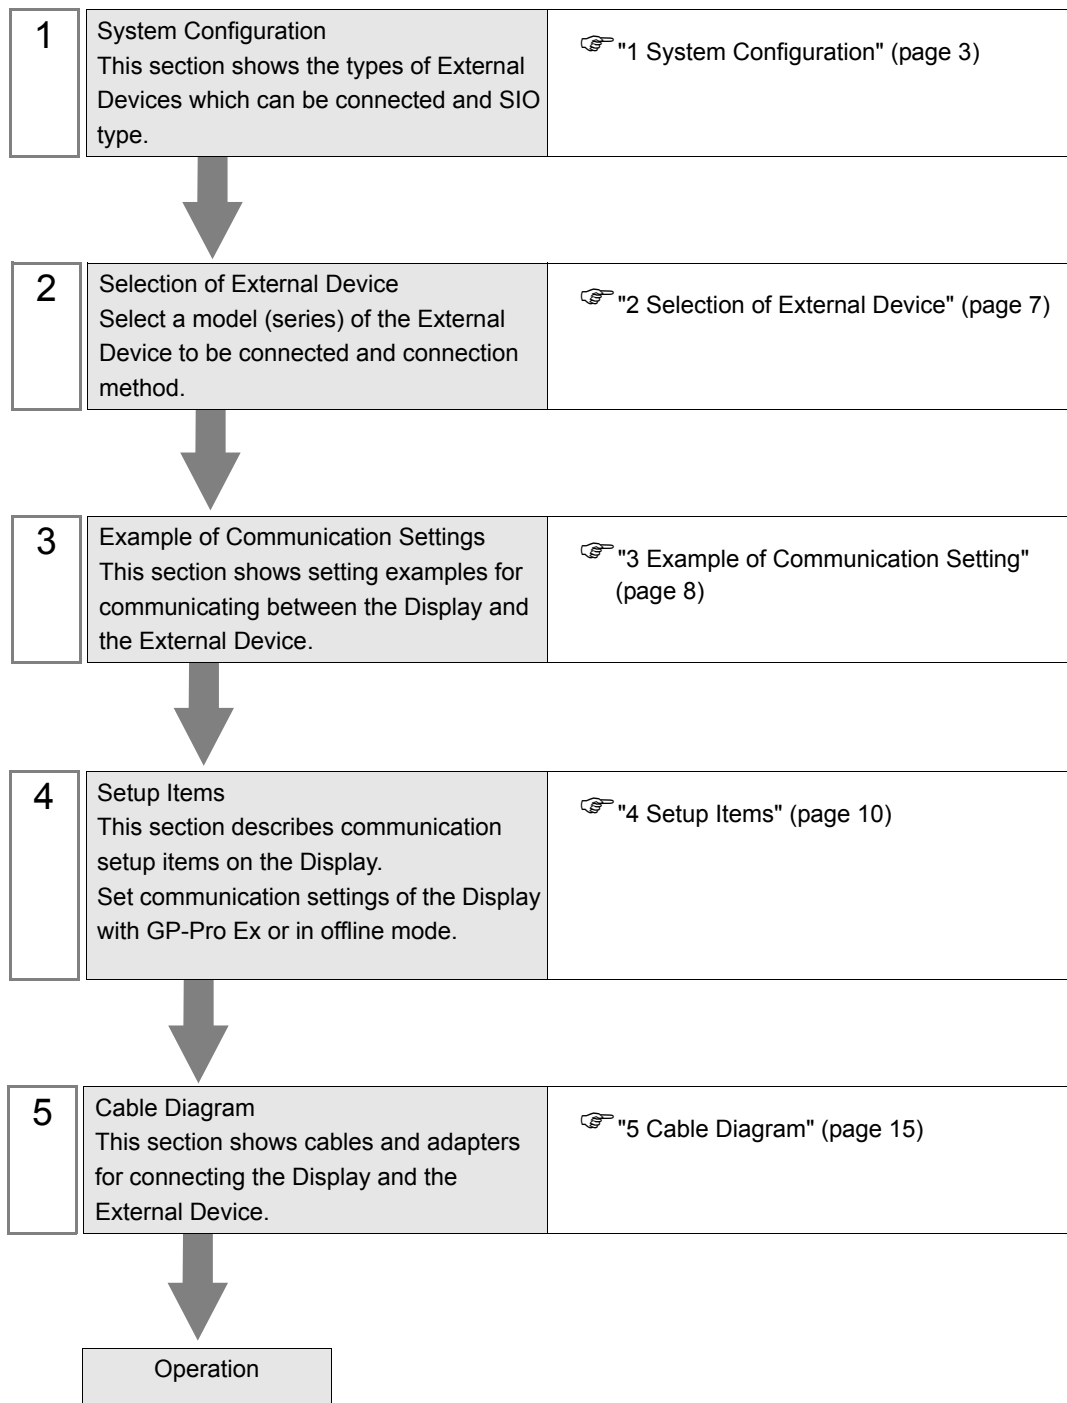 1
System Configuration
This section shows the types of External
Devices which can be connected and SIO
type.
"1 System Configuration" (page 3)
2
Selection of External Device
Select a model (series) of the External
Device to be connected and connection
method.
"2 Selection of External Device" (page 7)
3
Example of Communication Settings
This section shows setting examples for
communicating between the Display and
the External Device.
"3 Example of Communication Setting"
(page 8)
4
Setup Items
This section describes communication
setup items on the Display.
Set communication settings of the Display
with GP-Pro Ex or in offline mode.
"4 Setup Items" (page 10)
5
Cable Diagram
This section shows cables and adapters
for connecting the Display and the
External Device.
"5 Cable Diagram" (page 15)
Operation